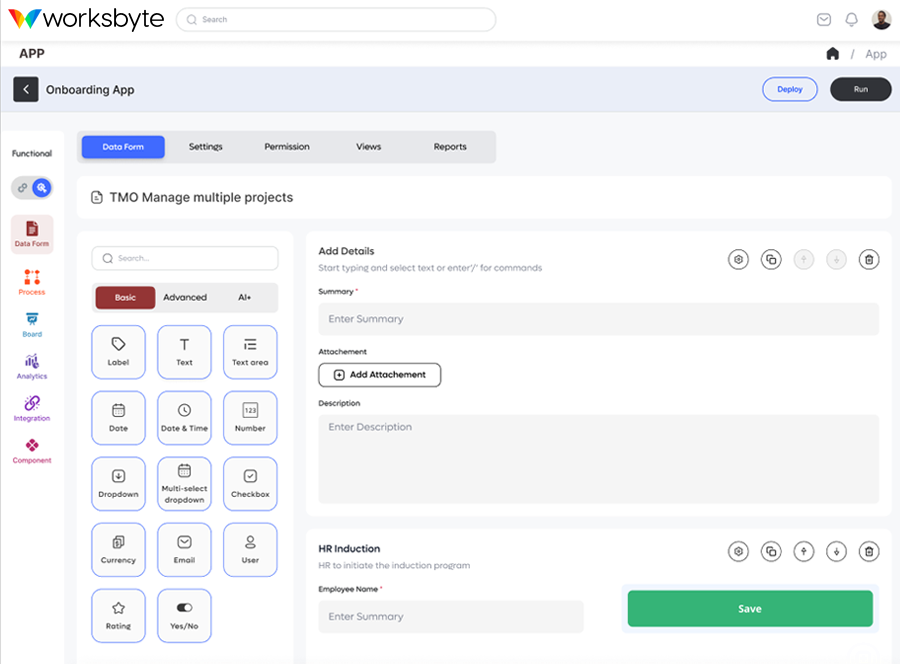 worksbyte
Search
APP
/ App
Onboarding App
Deploy
Run
Functional
Data Form
Settings
Permission
Views
Reports
TMO Manage multiple projects
Data Form
Process
Board
Analytics
Integration
Component
Search...
Basic
Advanced
AI+
Label
Text
Text area
Date
Date & Time
123
Number
Dropdown
Multi-select
dropdown
Checkbox
Currency
Email
User
Rating
Yes/No
Add Details
Start typing and select text or enter'/' for commands
Summary *
Enter Summary
Attachement
Add Attachement
Description
Enter Description
HR Induction
HR to initiate the induction program
Employee Name *
Enter Summary
Save